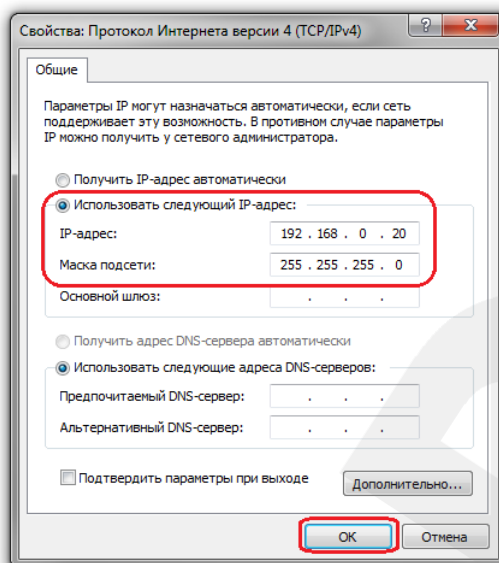 Свойства: Протокол Интернета версии 4 (TCP/IPv4)
Общие
Параметры IP могут назначаться автоматически, если сеть
поддерживает эту возможность. В противном случае параметры
IP можно получить у сетевого администратора.
Получить IP-адрес автоматически
Использовать следующий IP-адрес:
IP-адрес: 192 . 168 . 0 . 20
Маска подсети: 255 . 255 . 255 . 0
Основной шлюз: . . .
Получить адрес DNS-сервера автоматически
Использовать следующие адреса DNS-серверов:
Предпочитаемый DNS-сервер: . . .
Альтернативный DNS-сервер: . . .
Подтвердить параметры при выходе
Дополнительно...
OK Отмена